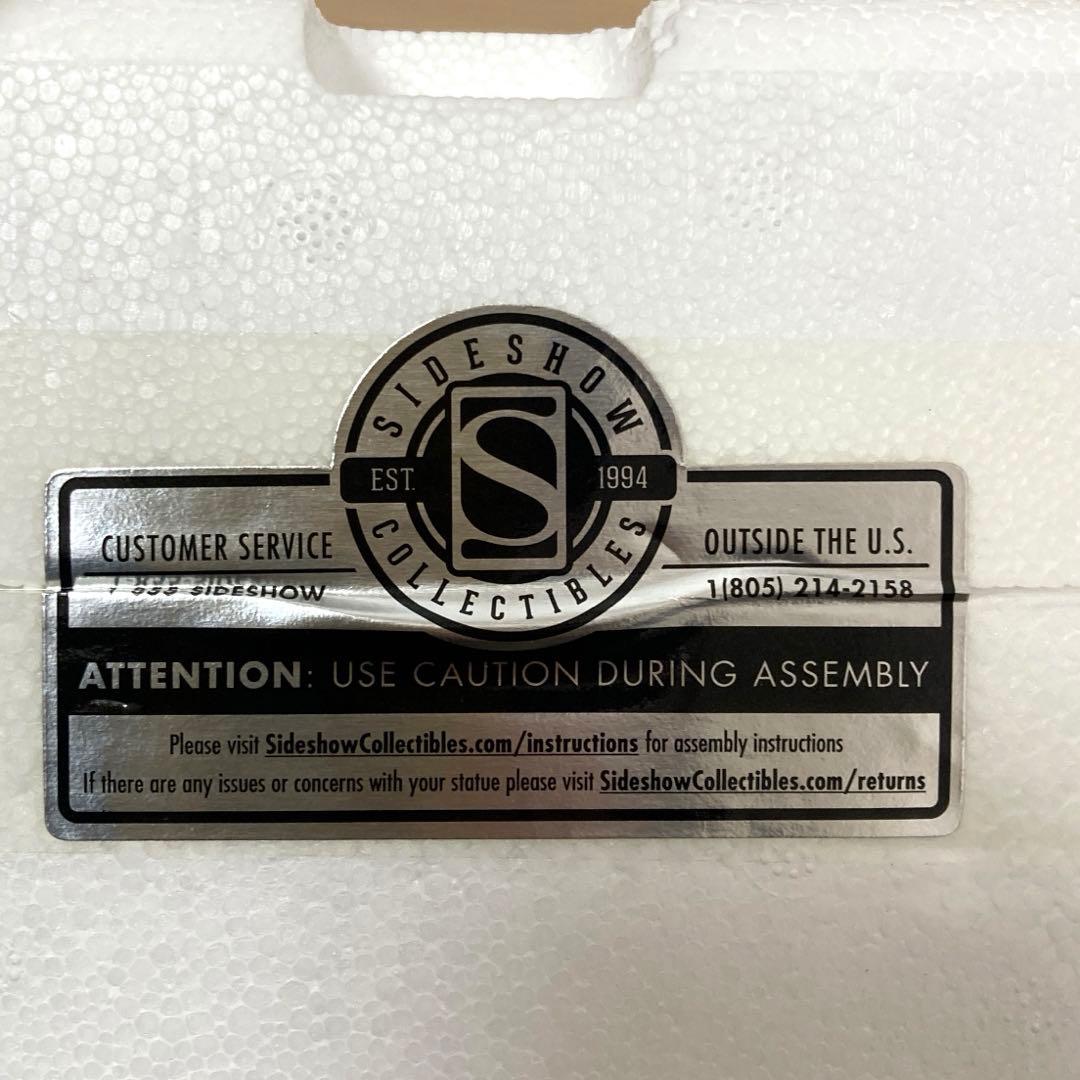 SIDESHOW
EST. 1994
S
COLLECTIBLES
CUSTOMER SERVICE
SIDESHOW
OUTSIDE THE U.S.
1(805) 214-2158
ATTENTION: USE CAUTION DURING ASSEMBLY
Please visit SideshowCollectibles.com/instructions for assembly instructions
If there are any issues or concerns with your statue please visit SideshowCollectibles.com/returns